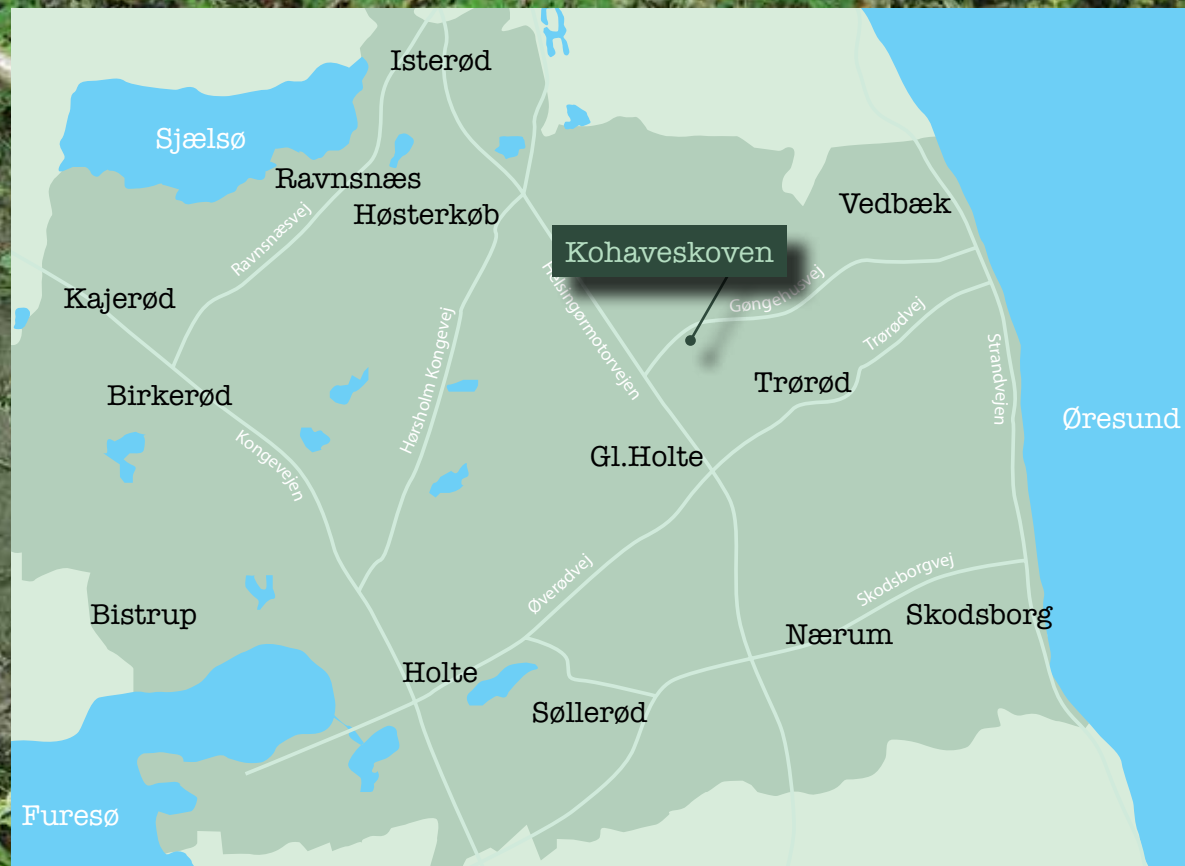 Isterød
Sjælsø
Ravnsnæs
Høsterkøb
Vedbæk
Ravnsnæsvej
Kohaveskoven
Kajerød
Helsingørmotorvejen
Gøngehusvej
Trørødvej
Strandvejen
Hørsholm Kongevej
Birkerød
Trørød
Øresund
Kongevejen
Gl.Holte
Øverødvej
Skodsborgvej
Bistrup
Skodsborg
Nærum
Holte
Søllerød
Furesø